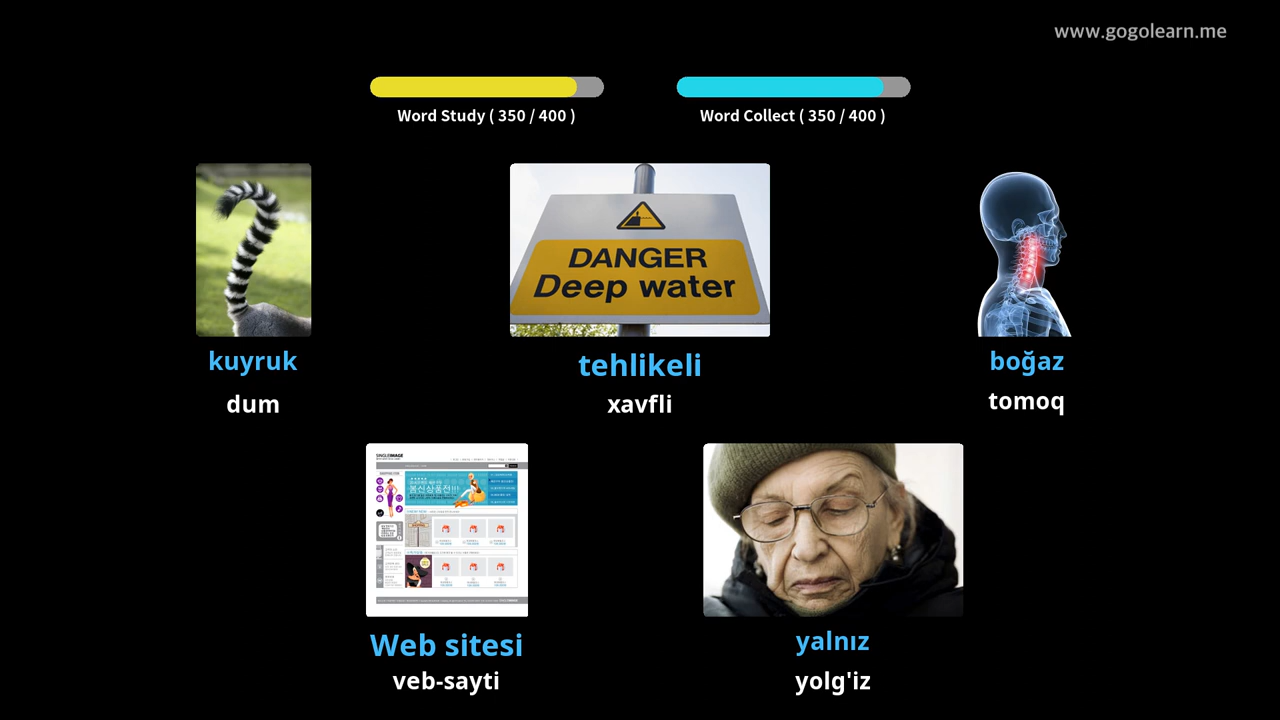 www.gogolearn.me
Word Study ( 350 / 400 )
Word Collect ( 350 / 400 )
DANGER
Deep water
kuyruk
tehlikeli
boğaz
dum
xavfli
tomoq
SINGLEIMAGE
Web sitesi
yalnız
veb-sayti
yolg'iz